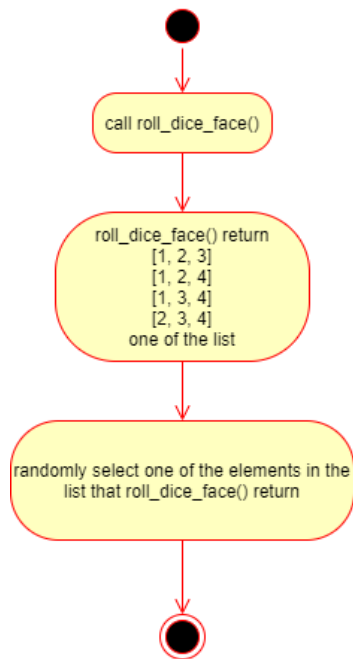 call roll_dice_face()
roll_dice_face() return
[1, 2, 3]
[1, 2, 4]
[1, 3, 4]
[2, 3, 4]
one of the list
randomly select one of the elements in the
list that roll_dice_face() return